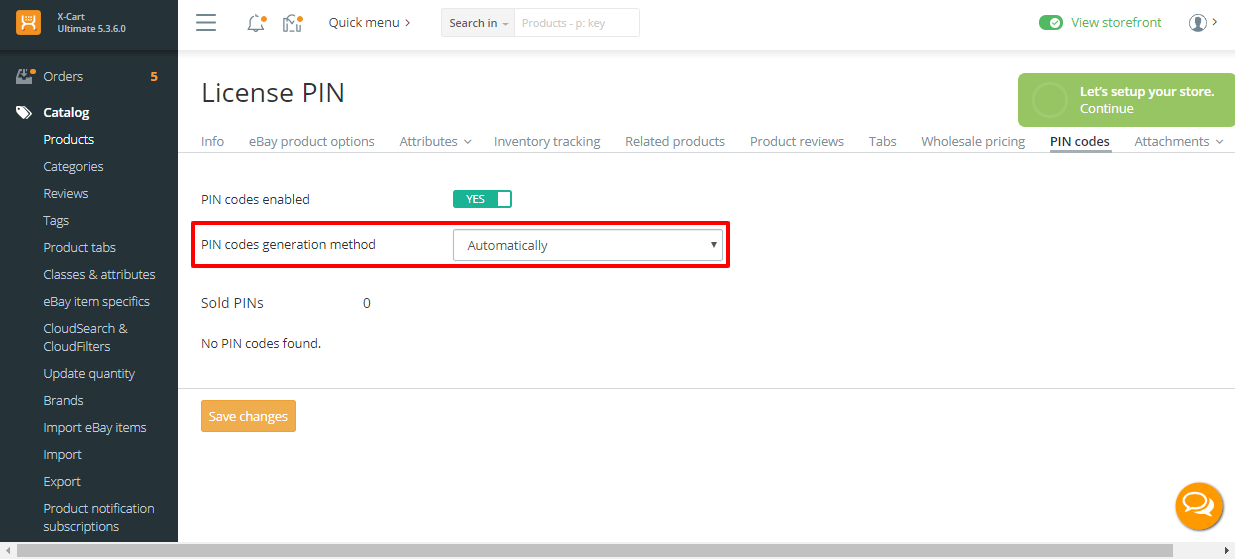 X-Cart
Ultimate 5.3.6.0
Quick menu
Search in
Products - p: key
View storefront
Orders 5
Catalog
Products
Categories
Reviews
Tags
Product tabs
Classes & attributes
eBay item specifics
CloudSearch &
CloudFilters
Update quantity
Brands
Import eBay items
Import
Export
Product notification
subscriptions
License PIN
Let's setup your store.
Continue
Info eBay product options Attributes Inventory tracking Related products Product reviews Tabs Wholesale pricing PIN codes Attachments
PIN codes enabled YES
PIN codes generation method Automatically
Sold PINs 0
No PIN codes found.
Save changes